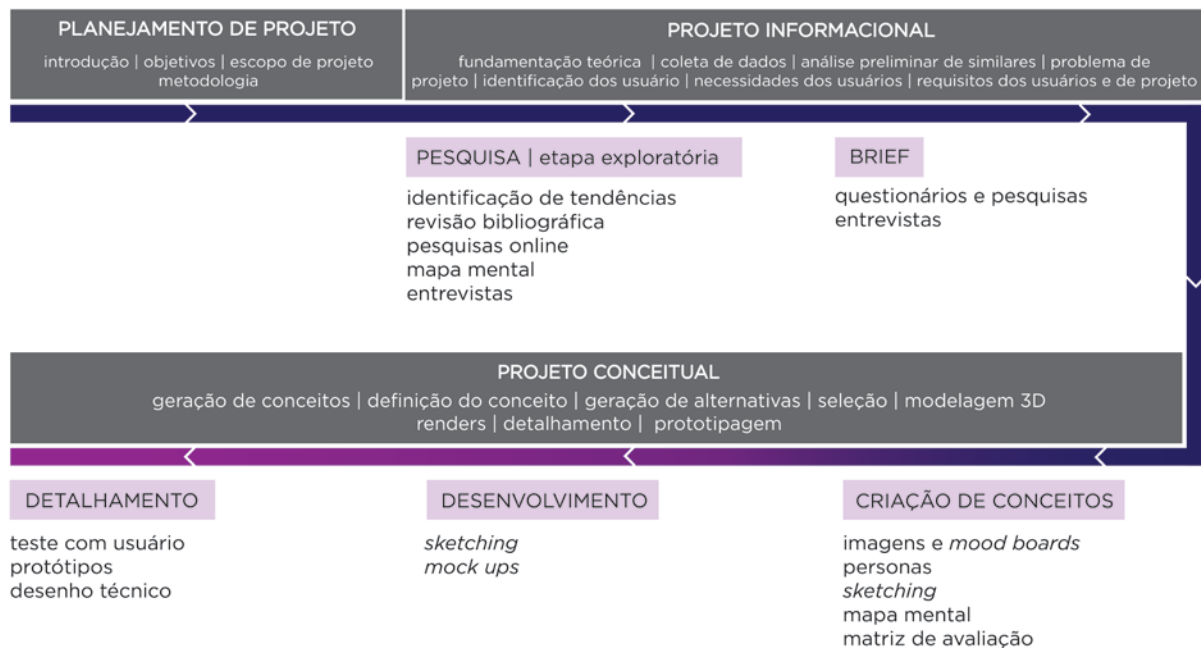 PLANEJAMENTO DE PROJETO
introdução | objetivos | escopo de projeto
metodologia
PROJETO INFORMACIONAL
fundamentação teórica | coleta de dados | análise preliminar de similares | problema de
projeto | identificação dos usuário | necessidades dos usuários | requisitos dos usuários e de projeto
PESQUISA | etapa exploratória
identificação de tendências
revisão bibliográfica
pesquisas online
mapa mental
entrevistas
BRIEF
questionários e pesquisas
entrevistas
PROJETO CONCEITUAL
geração de conceitos | definição do conceito | geração de alternativas | seleção | modelagem 3D
renders | detalhamento | prototipagem
DETALHAMENTO
teste com usuário
protótipos
desenho técnico
DESENVOLVIMENTO
sketching
mock ups
CRIAÇÃO DE CONCEITOS
imagens e mood boards
personas
sketching
mapa mental
matriz de avaliação